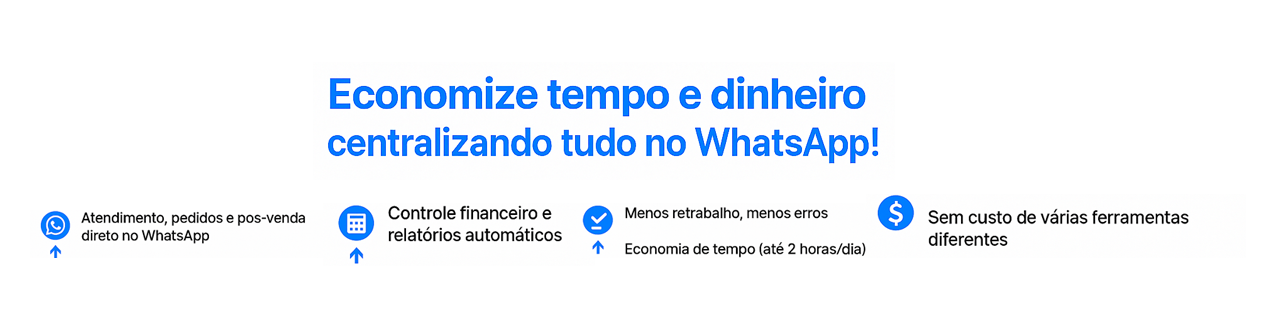 Economize tempo e dinheiro
centralizando tudo no WhatsApp!
Atendimento, pedidos e pos-venda
direto no WhatsApp
Controle financeiro e
relatórios automáticos
Menos retrabalho, menos erros
Economia de tempo (até 2 horas/dia)
$
Sem custo de várias ferramentas
diferentes